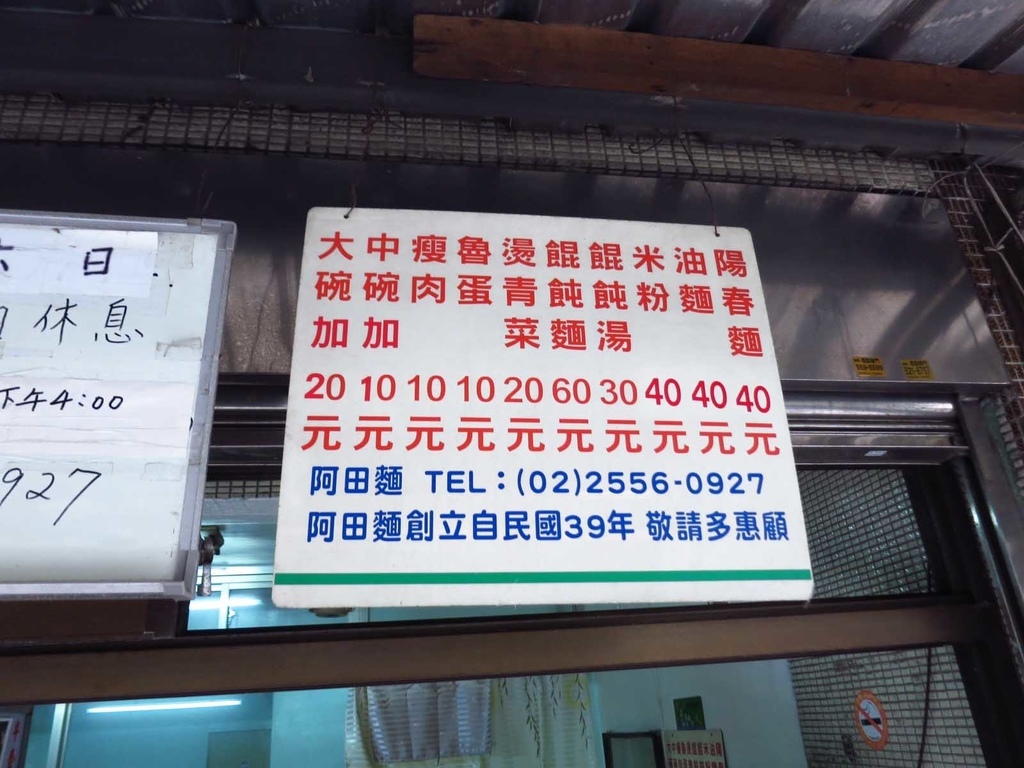 陽春麵 40元
油麵 40元
米粉 40元
餛飩湯 30元
餛飩麵 60元
燙青菜 20元
魯蛋 10元
瘦肉 10元
中碗加 10元
大碗加 20元
阿田麵 TEL：(02)2556-0927
阿田麵創立自民國39年 敬請多惠顧
日
休息
下午4:00
927